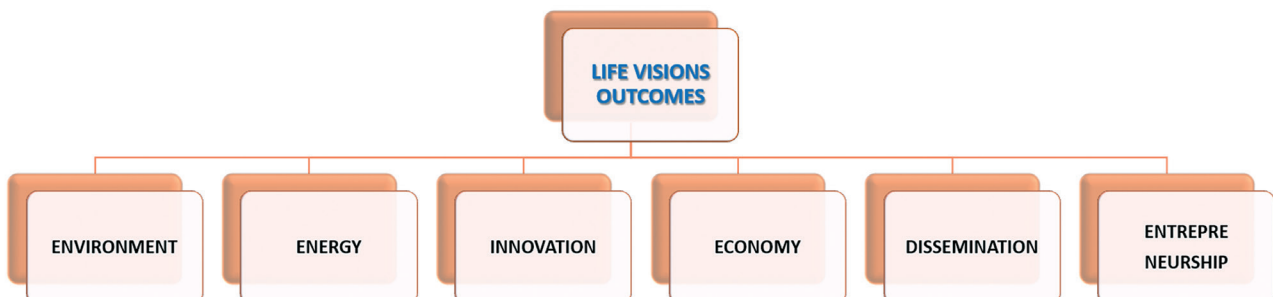 LIFE VISIONS
OUTCOMES
ENVIRONMENT
ENERGY
INNOVATION
ECONOMY
DISSEMINATION
ENTREPRE
NEURSHIP